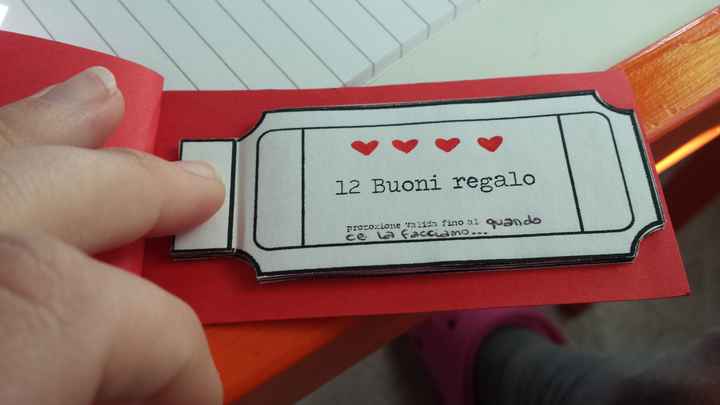 12 Buoni regalo
promozione valida fino al quando
ce la facciamo...